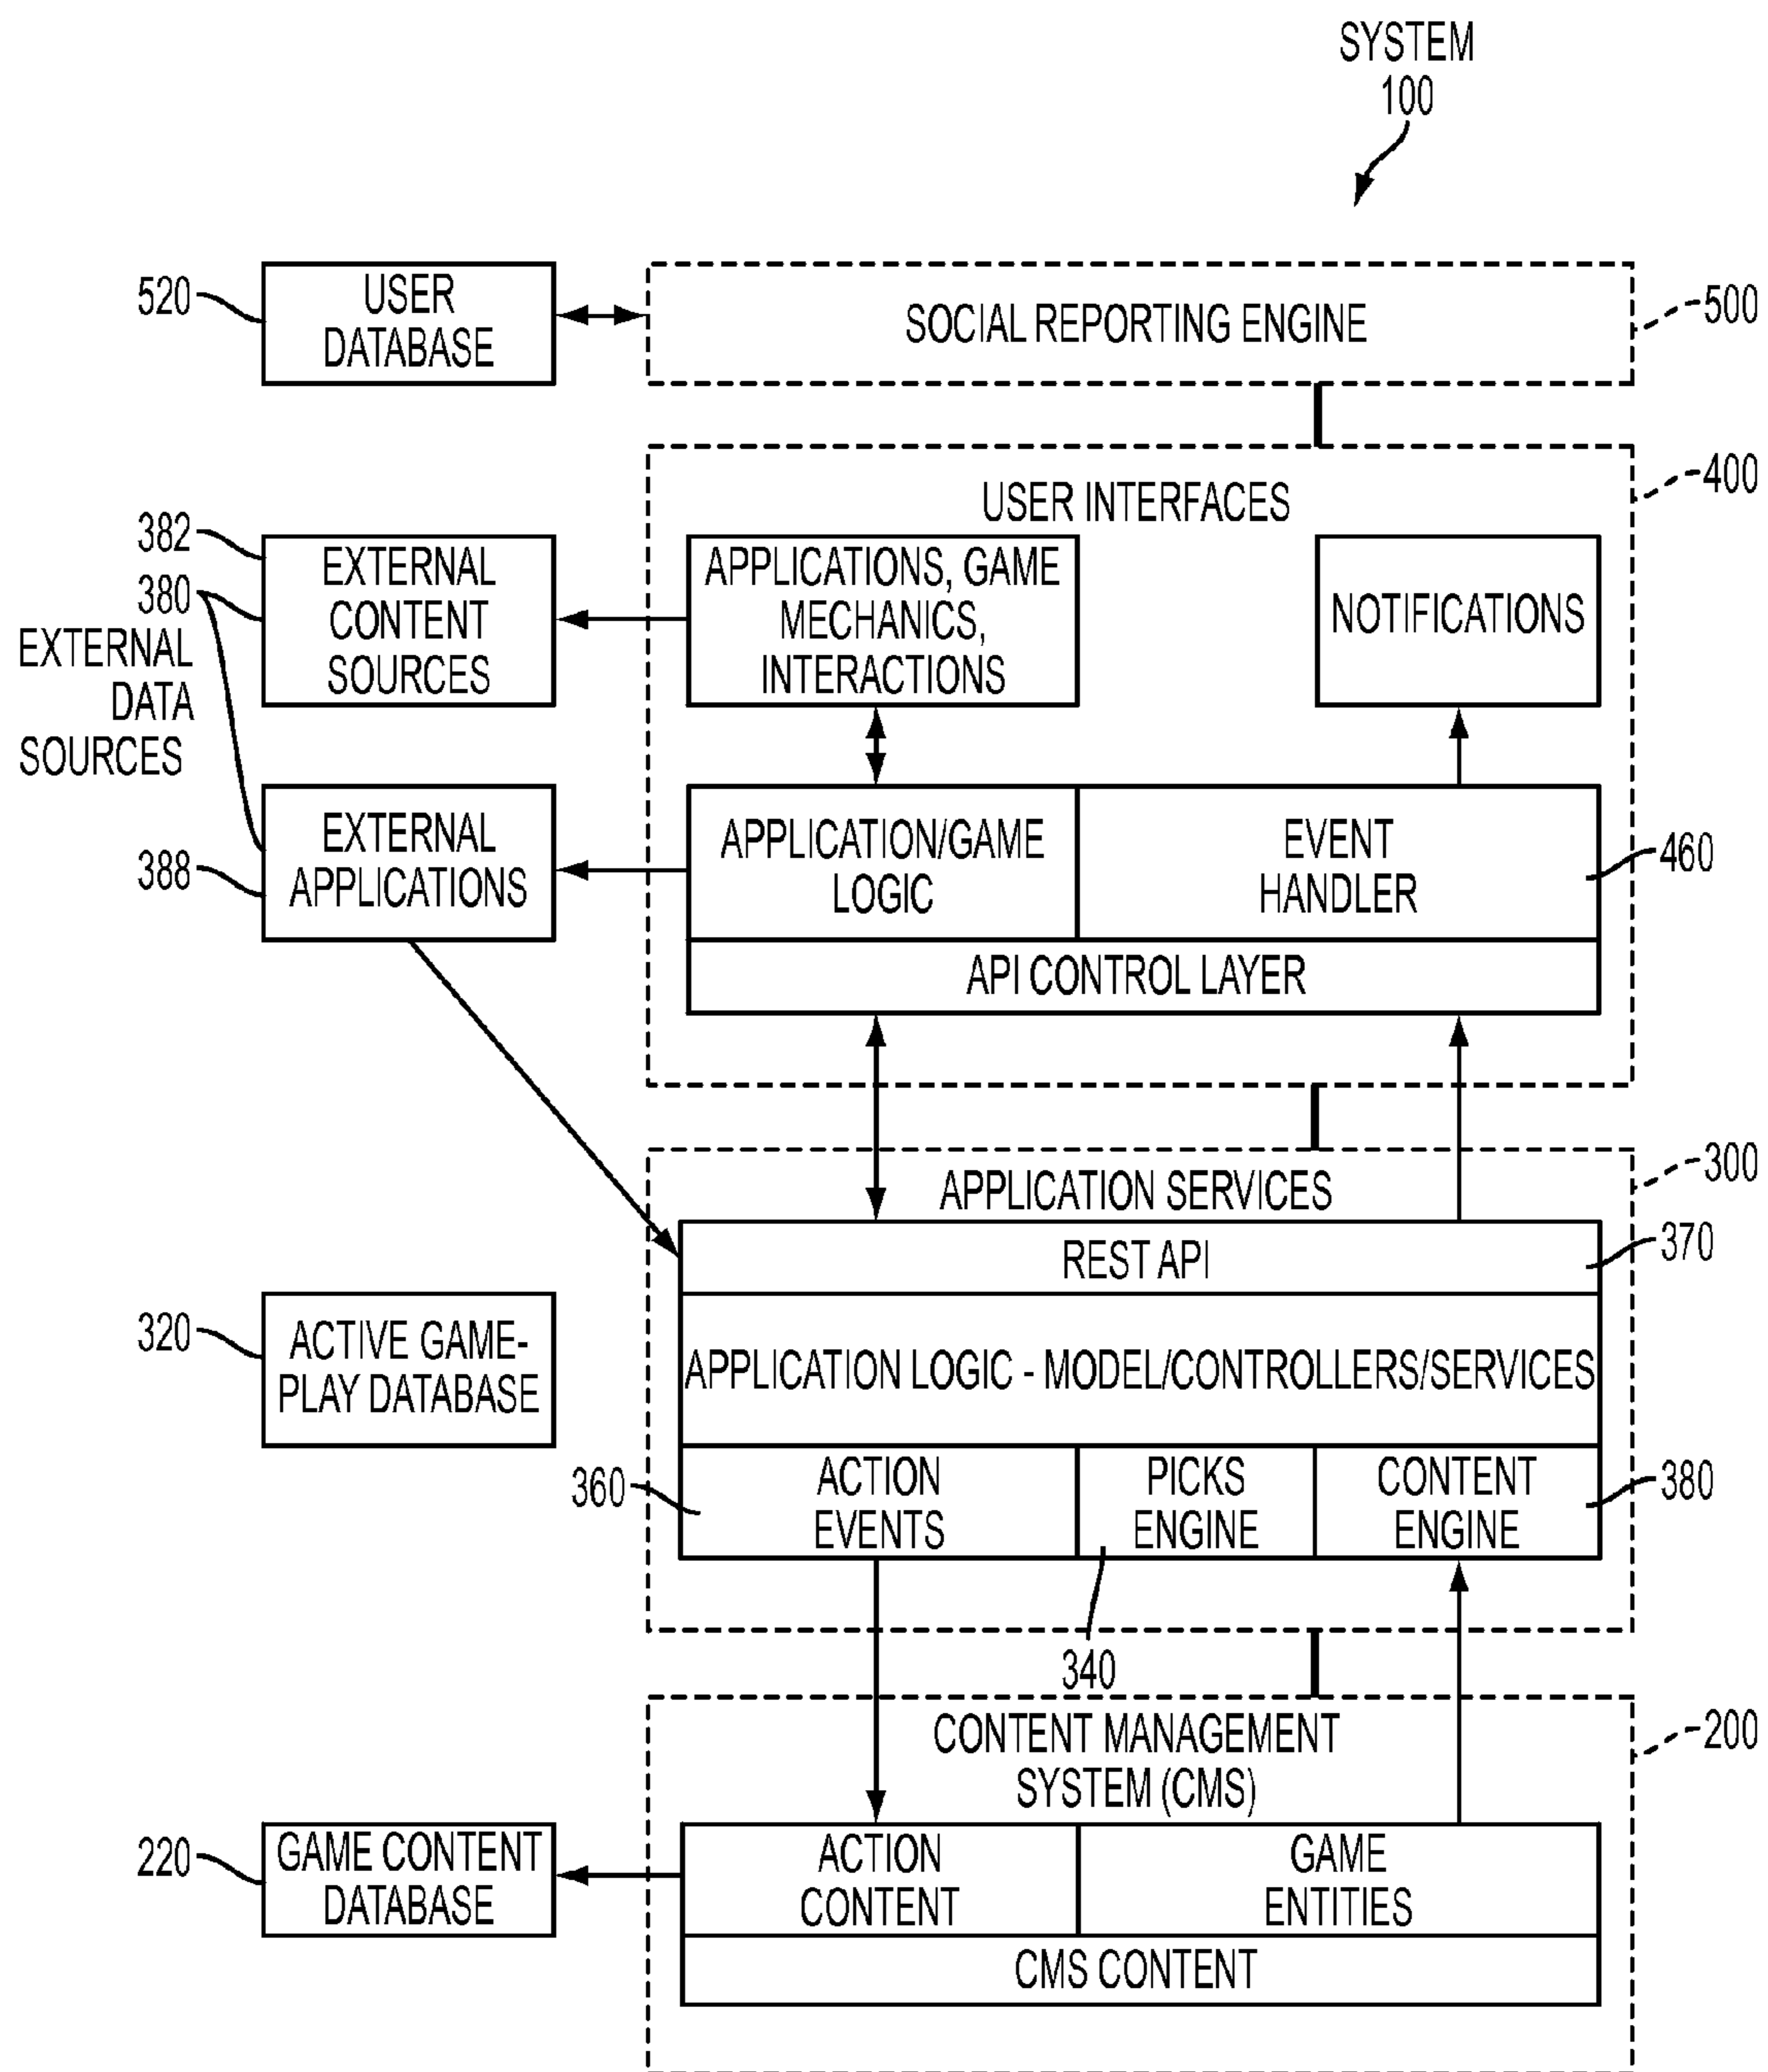 SYSTEM
100
520
USER
DATABASE
SOCIAL REPORTING ENGINE
500
400
USER INTERFACES
382
380
EXTERNAL
DATA
SOURCES
EXTERNAL
CONTENT
SOURCES
APPLICATIONS, GAME
MECHANICS,
INTERACTIONS
NOTIFICATIONS
388
EXTERNAL
APPLICATIONS
APPLICATION/GAME
LOGIC
EVENT
HANDLER
460
API CONTROL LAYER
300
APPLICATION SERVICES
REST API
370
320
ACTIVE GAME-
PLAY DATABASE
APPLICATION LOGIC - MODEL/CONTROLLERS/SERVICES
360
ACTION
EVENTS
PICKS
ENGINE
CONTENT
ENGINE
380
340
200
CONTENT MANAGEMENT
SYSTEM (CMS)
220
GAME CONTENT
DATABASE
ACTION
CONTENT
GAME
ENTITIES
CMS CONTENT